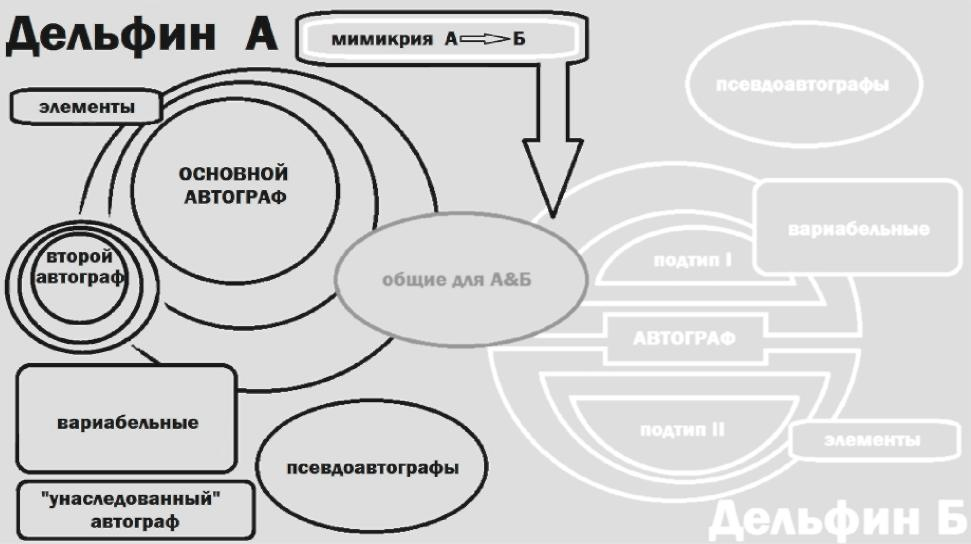 Дельфин А
мимикрия А Б
элементы
ОСНОВНОЙ
АВТОГРАФ
второй
автограф
общие для А&Б
вариабельные
псевдоавтографы
"унаследованный"
автограф
псевдоавтографы
вариабельные
подтип I
АВТОГРАФ
подтип II
элементы
Дельфин Б